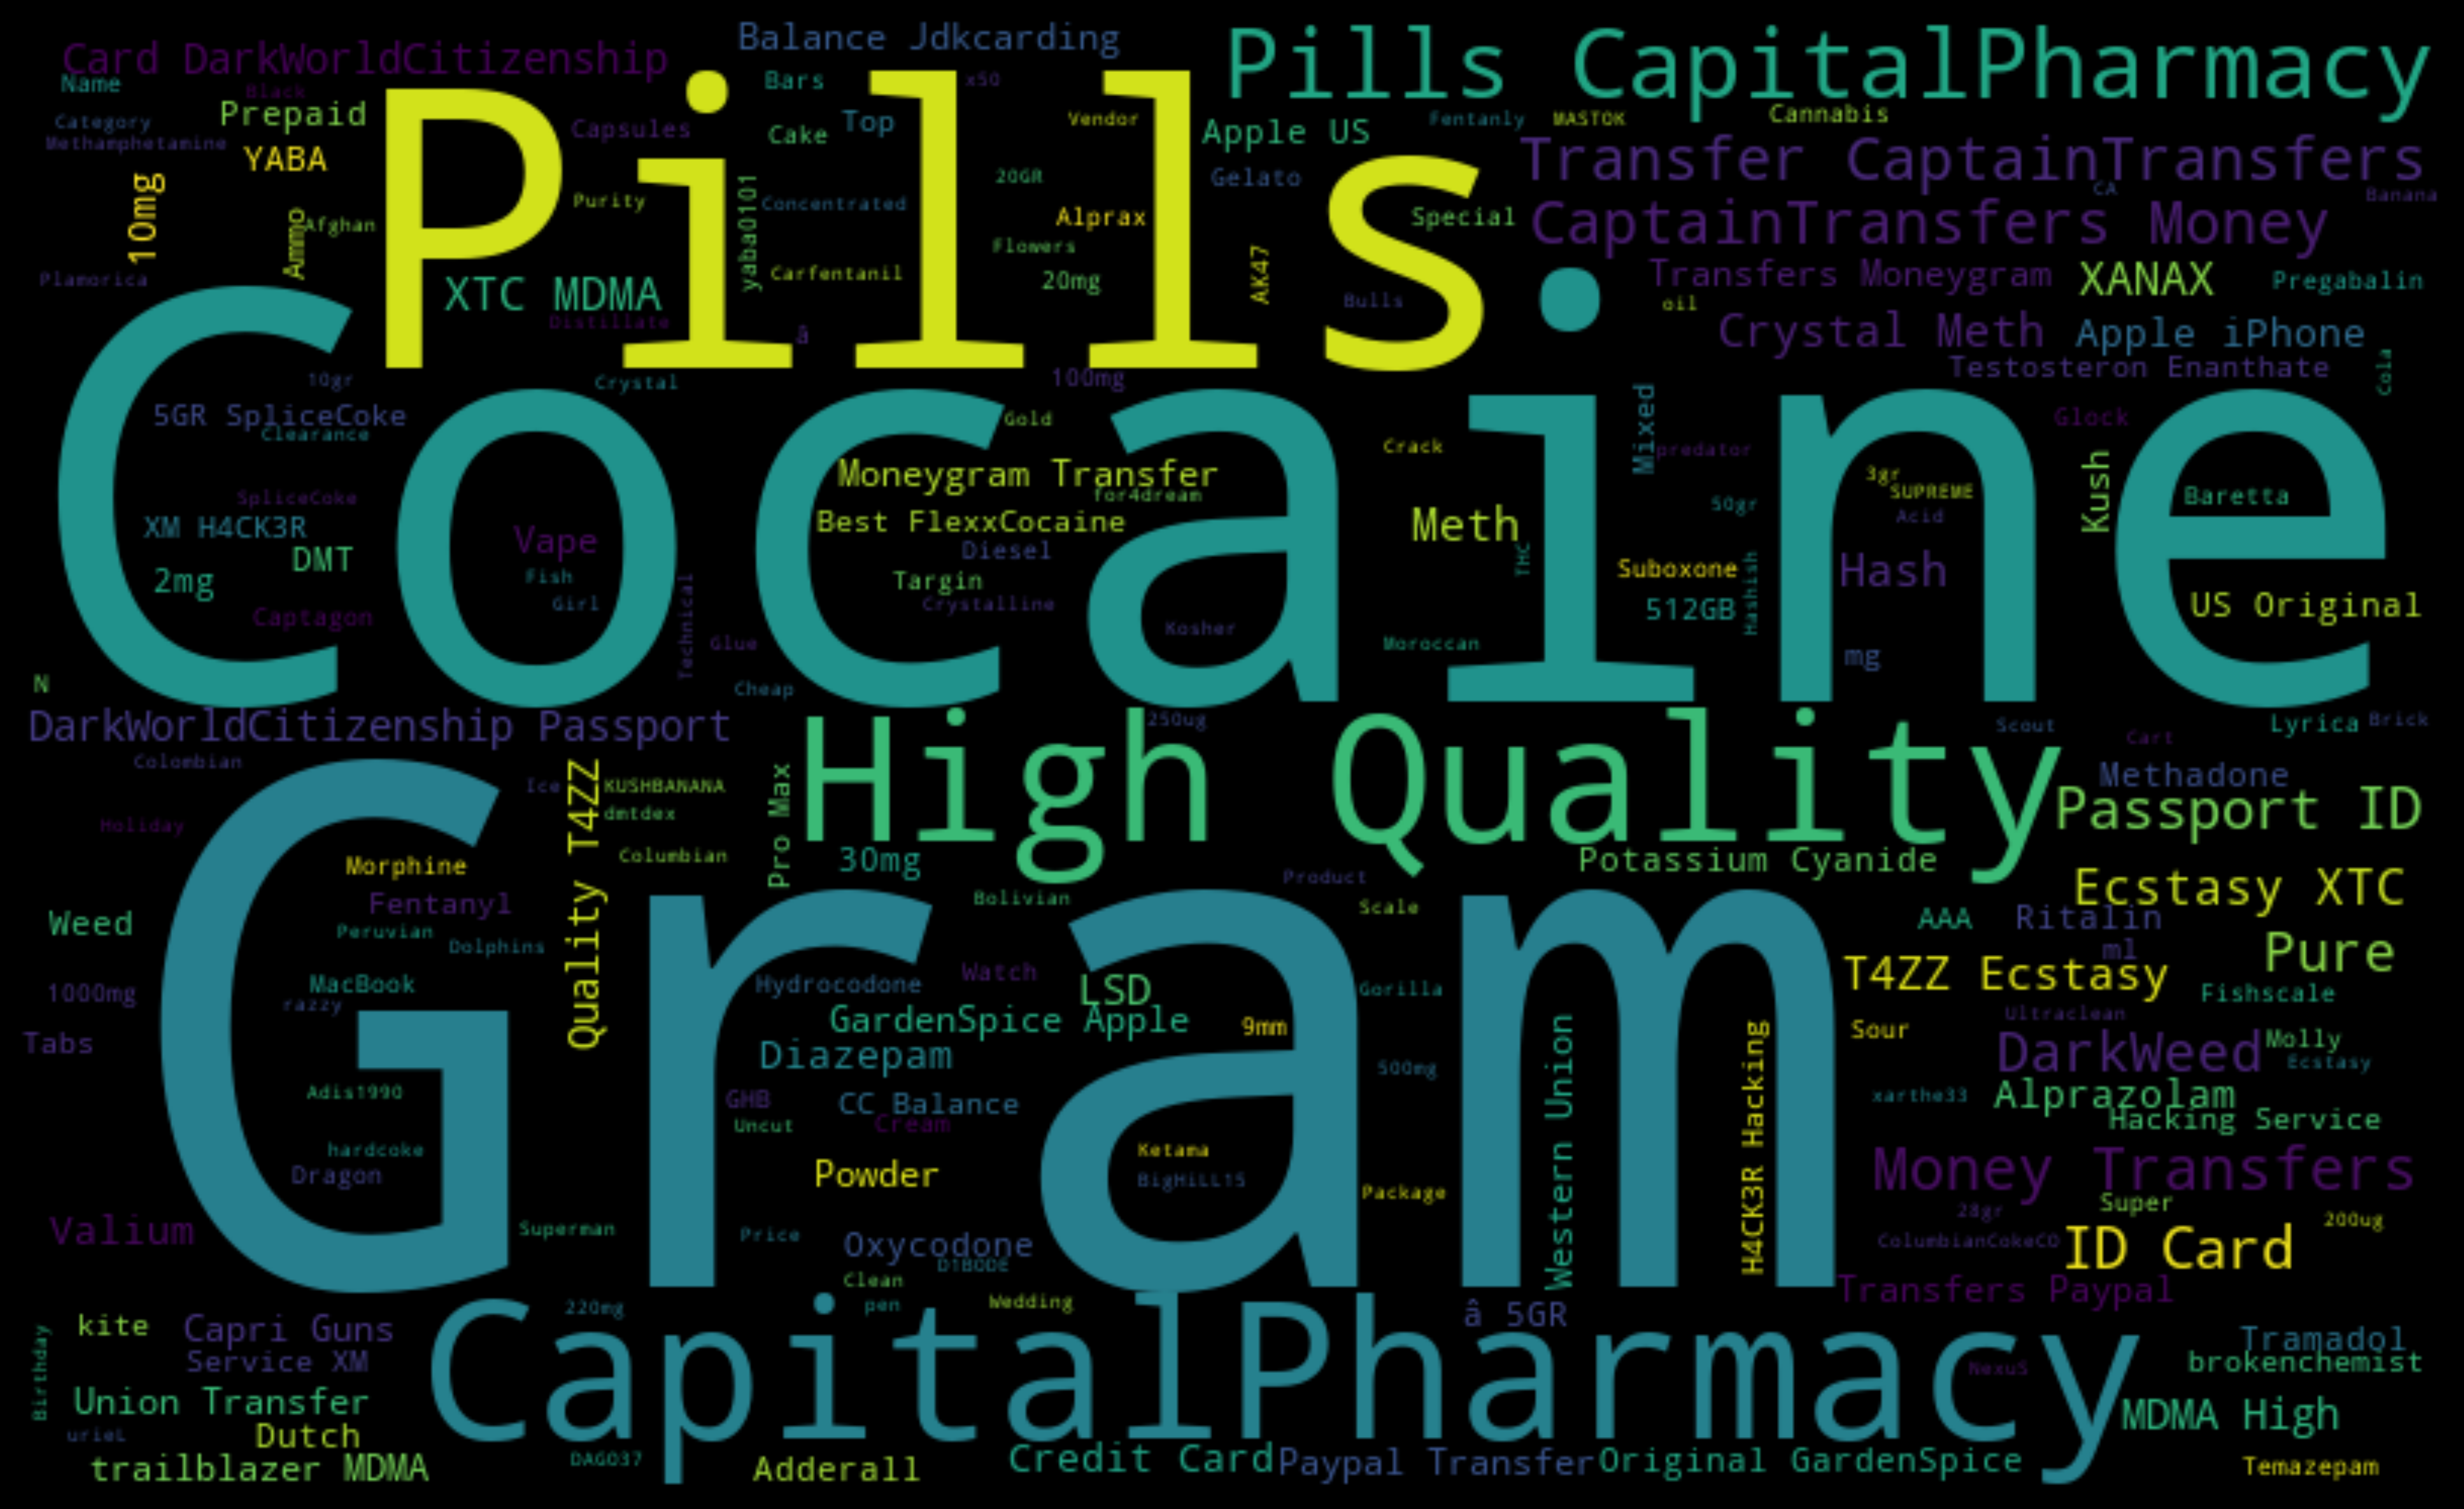 Balance Jdkcarding
Card DarkWorldCitizenship
Pills CapitalPharmacy
Name
Black
Bars
x50
Prepaid
Category
Methamphetamine
YABA
Pills
Capsules
Cake
Top
Vendor
Apple US
Fentanly
MASTOK
Cannabis
Transfer CaptainTransfers
10mg
Ammo
Afghan
Purity
yaba0101
Concentrated
20GR
Alprax
Gelato
Special
CA
Banana
CaptainTransfers Money
Plamorica
XTC MDMA
Distillate
Carfentanil
Flowers
20mg
AK47
Bulls
Transfers Moneygram
oil
XANAX
Pregabalin
â
Crystal Meth
Apple iPhone
Testosteron Enanthate
Cola
10gr
Crystal
100mg
Cocaine
5GR SpliceCoke
Clearance
Gold
Crack
Mixed
predator
Glock
Kush
SpliceCoke
Moneygram Transfer
for4dream
3gr
SUPREME
Baretta
XM H4CK3R
Vape
Best FlexxCocaine
Meth
50gr
Acid
DMT
2mg
Fish
Girl
Diesel
Targin
Crystalline
THC
Suboxone
Hash
512GB
Hashish
US Original
Captagon
Technical
Glue
Kosher
Moroccan
mg
N
Cheap
DarkWorldCitizenship Passport
250ug
High Quality
Scout
Cart
Lyrica
Brick
Colombian
Ice
Quality T4ZZ
KUSHBANANA
dmtdex
Pro Max
Methadone
Passport ID
Holiday
Columbian
30mg
Potassium Cyanide
Morphine
Fentanyl
Product
Ecstasy XTC
Gram
Weed
Peruvian
Dolphins
Bolivian
Scale
AAA
Ritalin
ml
Pure
1000mg
MacBook
razzy
Hydrocodone
Watch
LSD
Gorilla
T4ZZ Ecstasy
Fishscale
Tabs
GardenSpice Apple
9mm
Western Union
H4CK3R Hacking
Sour
Ultraclean
Molly
Diazepam
500mg
DarkWeed
Ecstasy
Adis1990
GHB
CC Balance
xarthe33
Alprazolam
Uncut
Cream
Hacking Service
hardcoke
Dragon
Ketama
BigHiLL15
Powder
Package
Money Transfers
Super
28gr
200ug
Valium
Superman
Price
Oxycodone
D1BODE
ColumbianCokeCO
ID Card
Clean
pen
Wedding
Transfers Paypal
220mg
â 5GR
kite
Capri Guns
Birthday
Service XM
CapitalPharmacy
Tramadol
NexuS
brokenchemist
Union Transfer
urieL
Dutch
MDMA High
trailblazer MDMA
DAGO37
Adderall
Credit Card
Paypal Transfer
Original GardenSpice
Temazepam